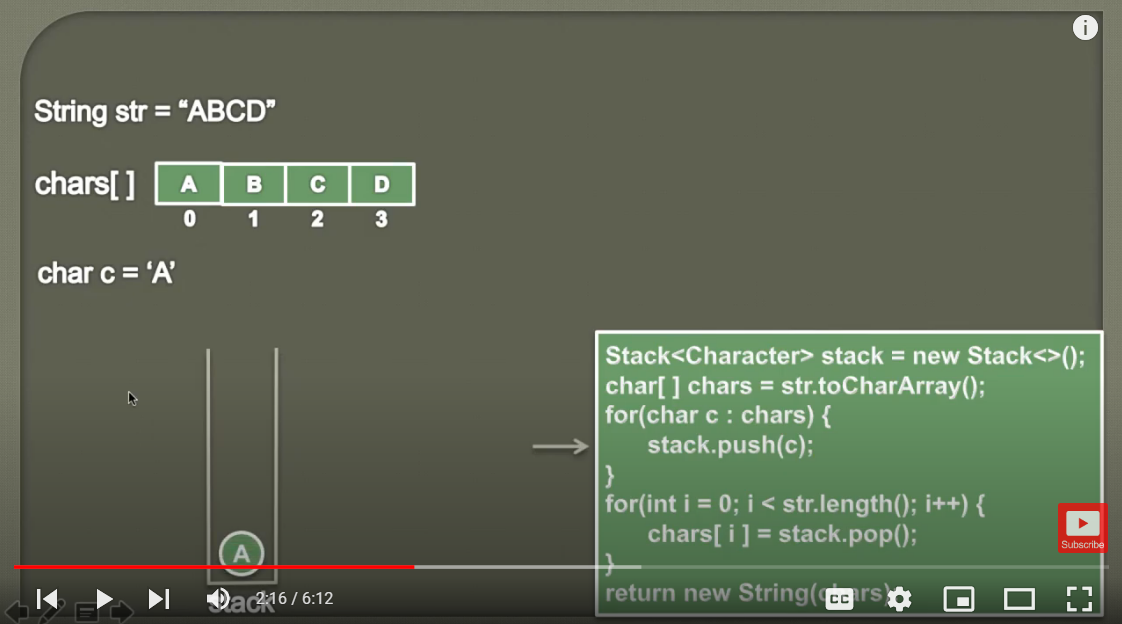 String str = “ABCD”
chars[ ] A B C D
0 1 2 3
char c = ‘A’
Stack<Character> stack = new Stack<>();
char[ ] chars = str.toCharArray();
for(char c : chars) {
stack.push(c);
}
for(int i = 0; i < str.length(); i++) {
chars[ i ] = stack.pop();
}
return new String(chars)
A
stack
Subscribe
2:16 / 6:12
CC
i